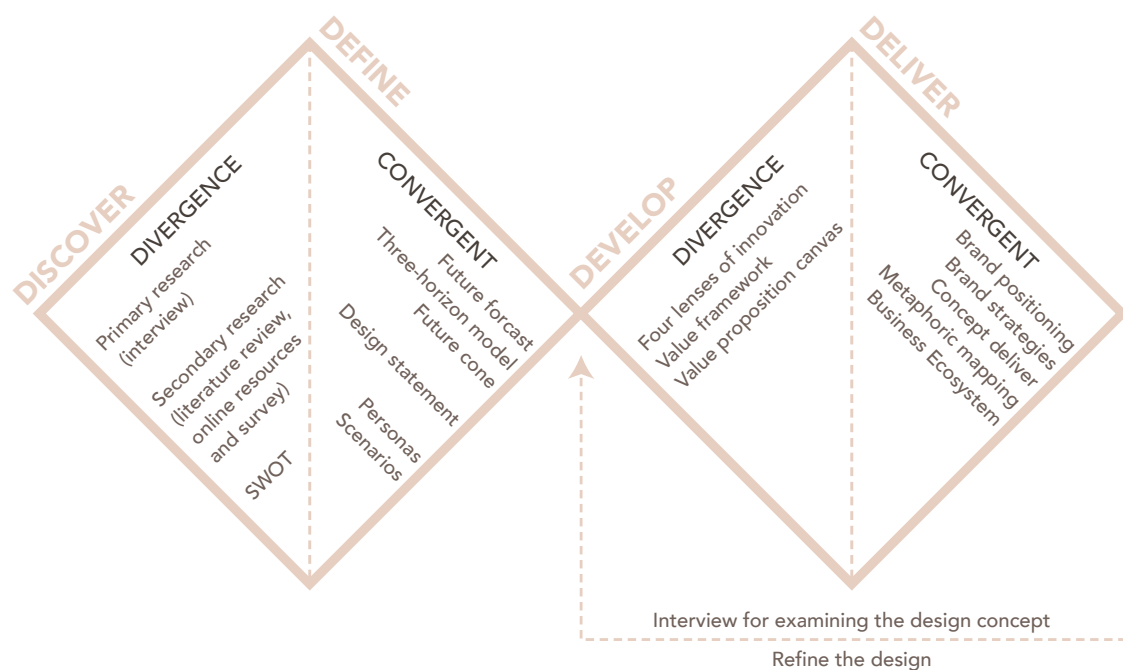 DISCOVER
DIVERGENCE
Primary research
(interview)
Secondary research
(literature review,
online resources
and survey)
SWOT
DEFINE
CONVERGENT
Future forcast
Three-horizon model
Future cone
Design statement
Personas
Scenarios
DEVELOP
DIVERGENCE
Four lenses of innovation
Value framework
Value proposition canvas
DELIVER
CONVERGENT
Brand positioning
Brand strategies
Concept deliver
Metaphoric mapping
Business Ecosystem
Interview for examining the design concept
Refine the design